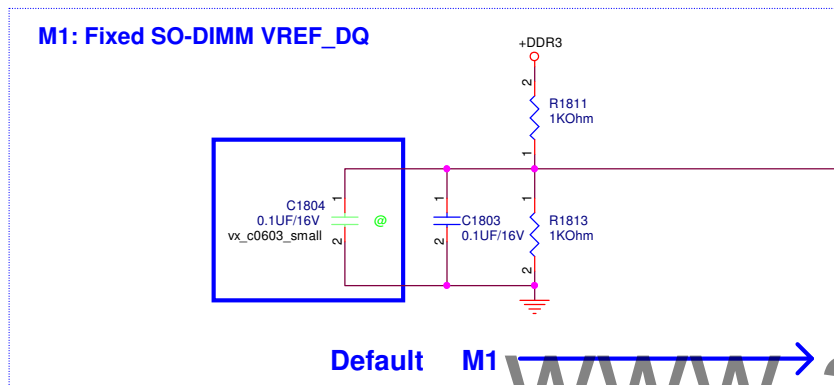 M1: Fixed SO-DIMM VREF_DQ
+DDR3
2
R1811
1KOhm
1
1
C1804
0.1UF/16V
@
vx_c0603_small
2
1
C1803
0.1UF/16V
2
1
R1813
1KOhm
2
Default M1
www